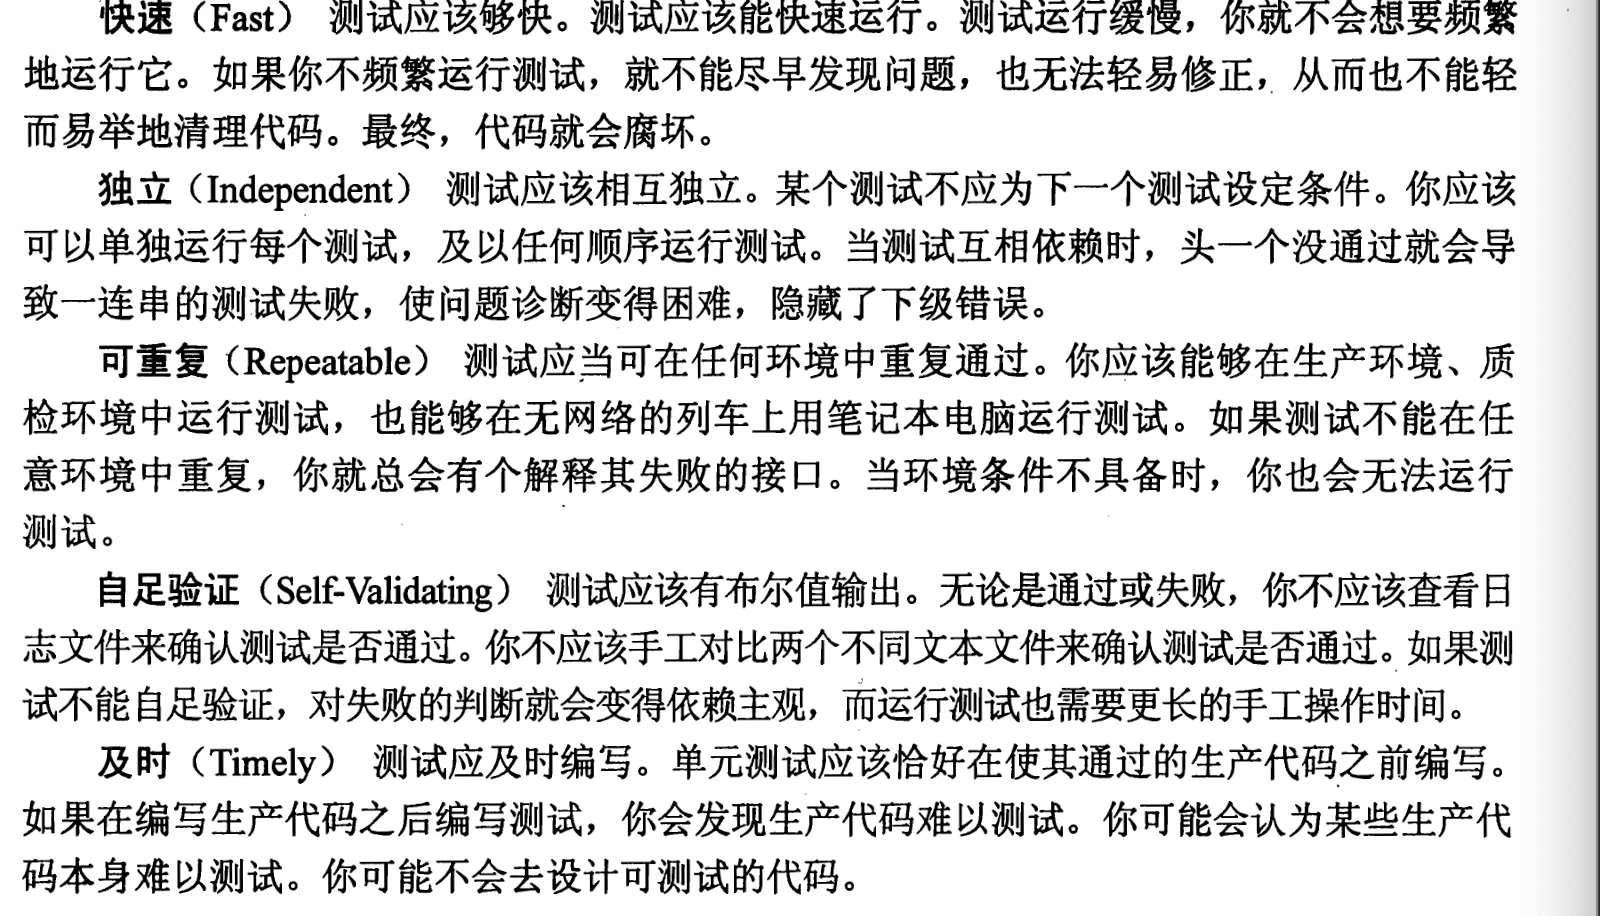 快速（Fast） 测试应该够快。测试应该能快速运行。测试运行缓慢，你就不会想要频繁
地运行它。如果你不频繁运行测试，就不能尽早发现问题，也无法轻易修正，从而也不能轻
而易举地清理代码。最终，代码就会腐坏。
独立（Independent） 测试应该相互独立。某个测试不应为下一个测试设定条件。你应该
可以单独运行每个测试，及以任何顺序运行测试。当测试互相依赖时，头一个没通过就会导
致一连串的测试失败，使问题诊断变得困难，隐藏了下级错误。
可重复（Repeatable） 测试应当可在任何环境中重复通过。你应该能够在生产环境、质
检环境中运行测试，也能够在无网络的列车上用笔记本电脑运行测试。如果测试不能在任
意环境中重复，你就总会有个解释其失败的接口。当环境条件不具备时，你也会无法运行
测试。
自足验证（Self-Validating） 测试应该有布尔值输出。无论是通过或失败，你不应该查看日
志文件来确认测试是否通过。你不应该手工对比两个不同文本文件来确认测试是否通过。如果测
试不能自足验证，对失败的判断就会变得依赖主观，而运行测试也需要更长的手工操作时间。
及时（Timely） 测试应及时编写。单元测试应该恰好在使其通过的生产代码之前编写。
如果在编写生产代码之后编写测试，你会发现生产代码难以测试。你可能会认为某些生产代
码本身难以测试。你可能不会去设计可测试的代码。